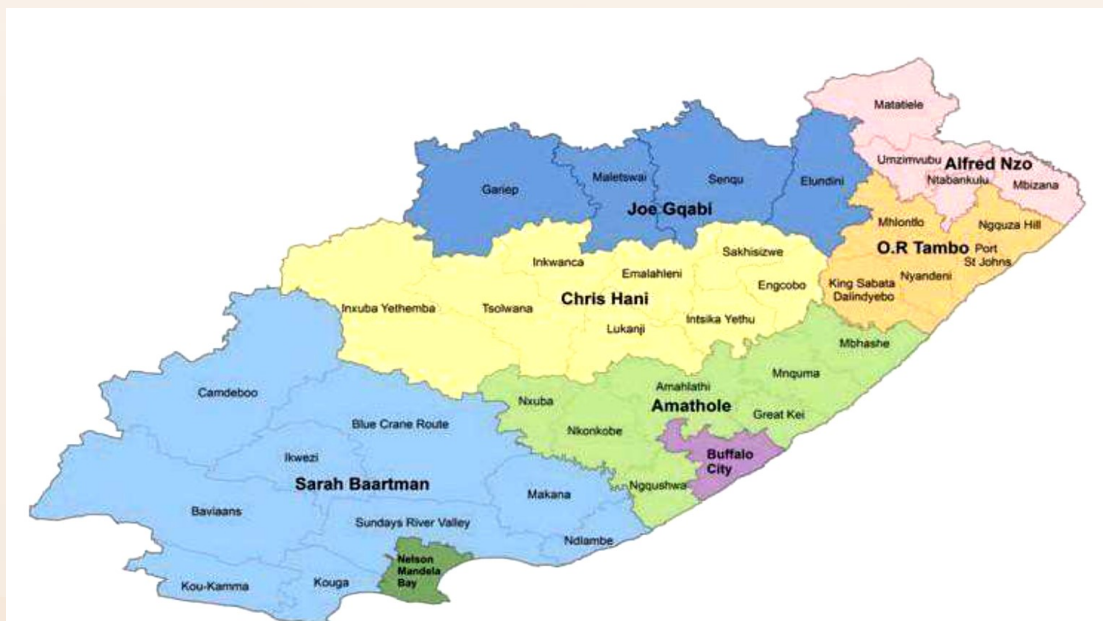 Matatiele
Umzimvubu
Alfred Nzo
Ntabankulu
Mbizana
Gariep
Maletswai
Senqu
Elundini
Joe Gqabi
Mhlontlo
Ngquza Hill
O.R Tambo
Port
St Johns
Nyandeni
King Sabata
Dalindyebo
Sakhisizwe
Inkwanca
Emalahleni
Engcobo
Chris Hani
Inxuba Yethemba
Tsolwana
Lukanji
Intsika Yethu
Mbhashe
Mnquma
Amahlathi
Amathole
Great Kei
Nxuba
Nkonkobe
Buffalo
City
Ngqushwa
Camdeboo
Blue Crane Route
Ikwezi
Sarah Baartman
Makana
Baviaans
Sundays River Valley
Ndlambe
Nelson
Mandela
Bay
Kou-Kamma
Kouga